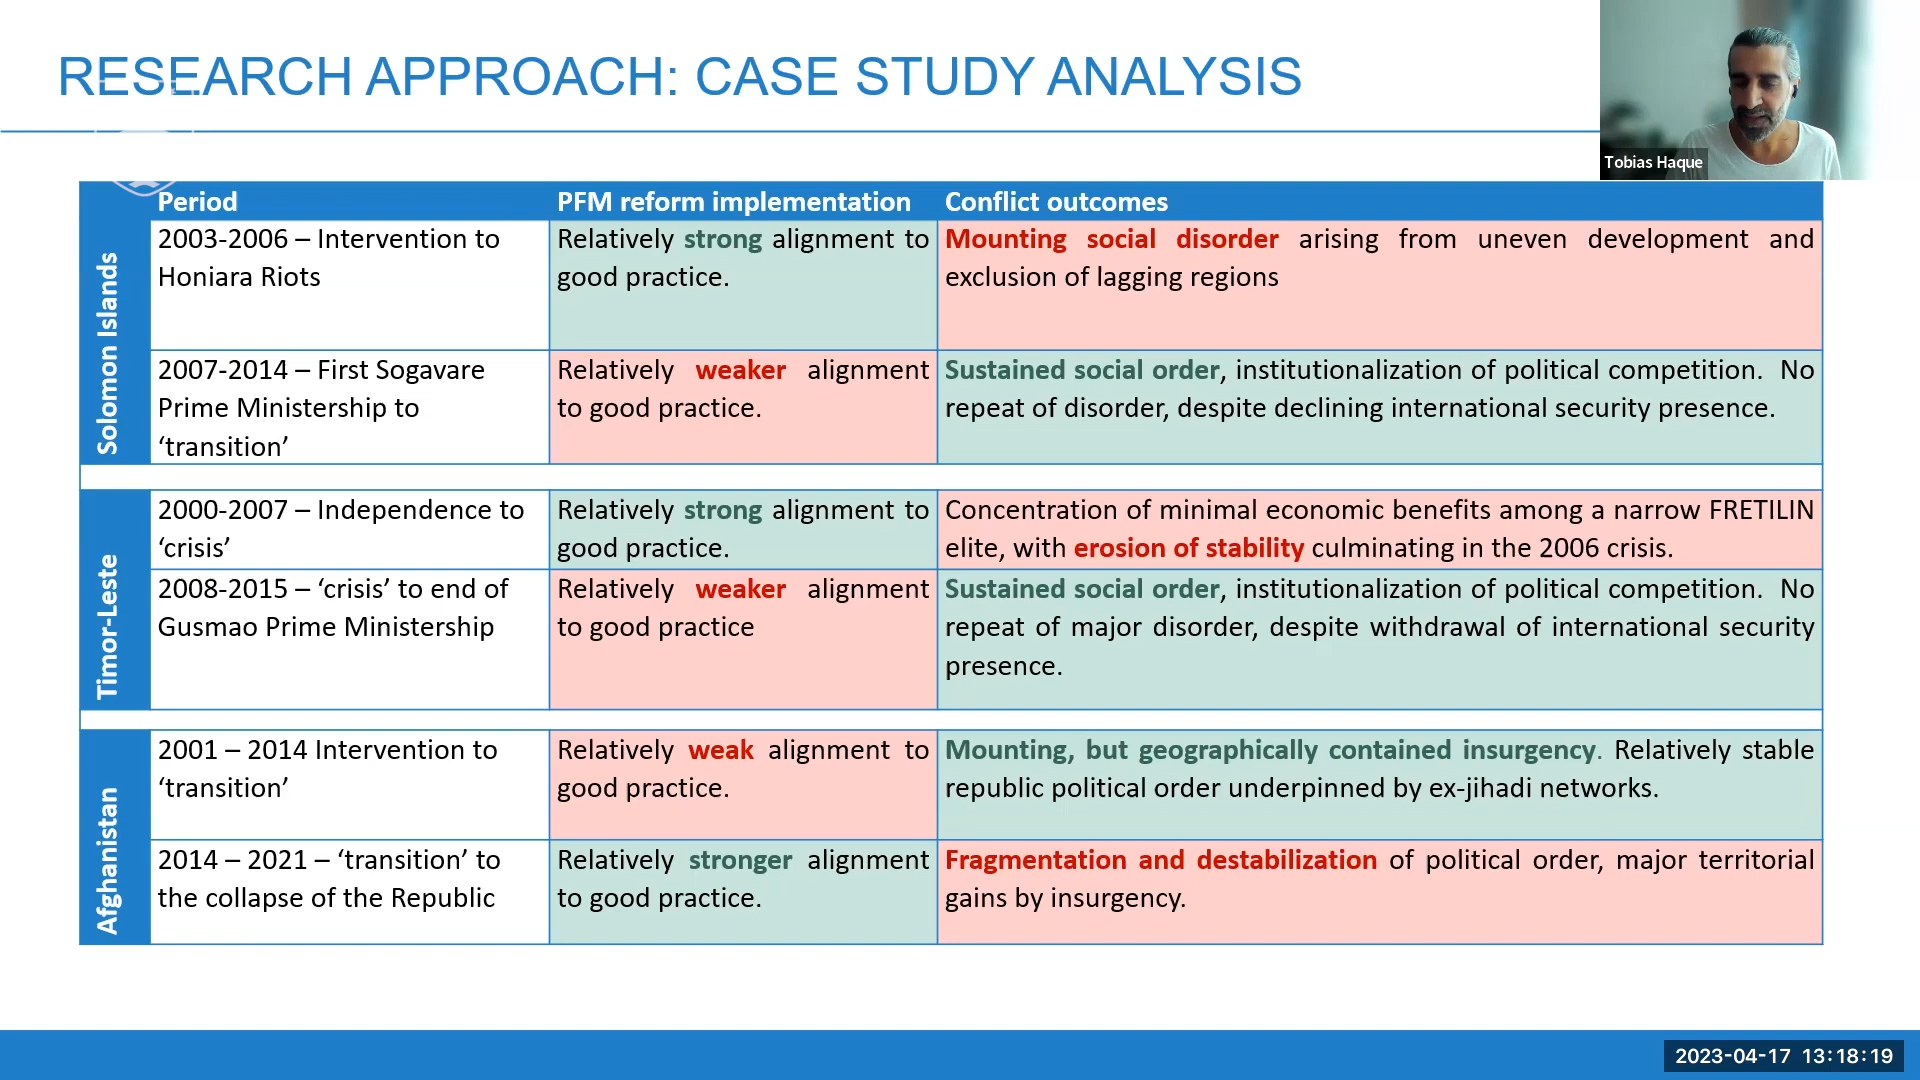 RESEARCH APPROACH: CASE STUDY ANALYSIS
Tobias Haque
Period
PFM reform implementation
Conflict outcomes
Solomon Islands
2003-2006 – Intervention to
Honiara Riots
Relatively strong alignment to
good practice.
Mounting social disorder arising from uneven development and
exclusion of lagging regions
2007-2014 – First Sogavare
Prime Ministership to
‘transition’
Relatively weaker alignment
to good practice.
Sustained social order, institutionalization of political competition. No
repeat of disorder, despite declining international security presence.
Timor-Leste
2000-2007 – Independence to
‘crisis’
Relatively strong alignment to
good practice.
Concentration of minimal economic benefits among a narrow FRETILIN
elite, with erosion of stability culminating in the 2006 crisis.
2008-2015 – ‘crisis’ to end of
Gusmao Prime Ministership
Relatively weaker alignment
to good practice
Sustained social order, institutionalization of political competition. No
repeat of major disorder, despite withdrawal of international security
presence.
Afghanistan
2001 – 2014 Intervention to
‘transition’
Relatively weak alignment to
good practice.
Mounting, but geographically contained insurgency. Relatively stable
republic political order underpinned by ex-jihadi networks.
2014 – 2021 – ‘transition’ to
the collapse of the Republic
Relatively stronger alignment
to good practice.
Fragmentation and destabilization of political order, major territorial
gains by insurgency.
2023-04-17 13:18:19